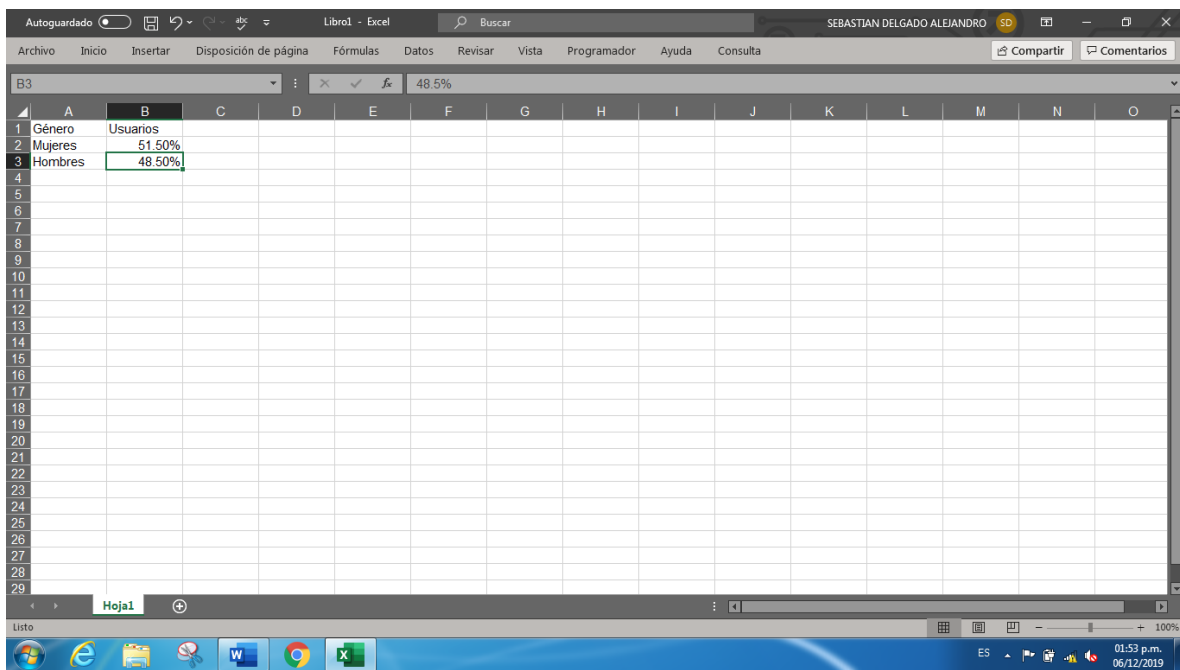 Autoguardado Libro1 - Excel Buscar SEBASTIAN DELGADO ALEJANDRO SD
Archivo Inicio Insertar Disposición de página Fórmulas Datos Revisar Vista Programador Ayuda Consulta Compartir Comentarios
B3 fx 48.5%
A B C D E F G H I J K L M N O
1 Género Usuarios
2 Mujeres 51.50%
3 Hombres 48.50%
4
5
6
7
8
9
10
11
12
13
14
15
16
17
18
19
20
21
22
23
24
25
26
27
28
29
Hoja1
Listo 100%
ES 01:53 p.m.
06/12/2019